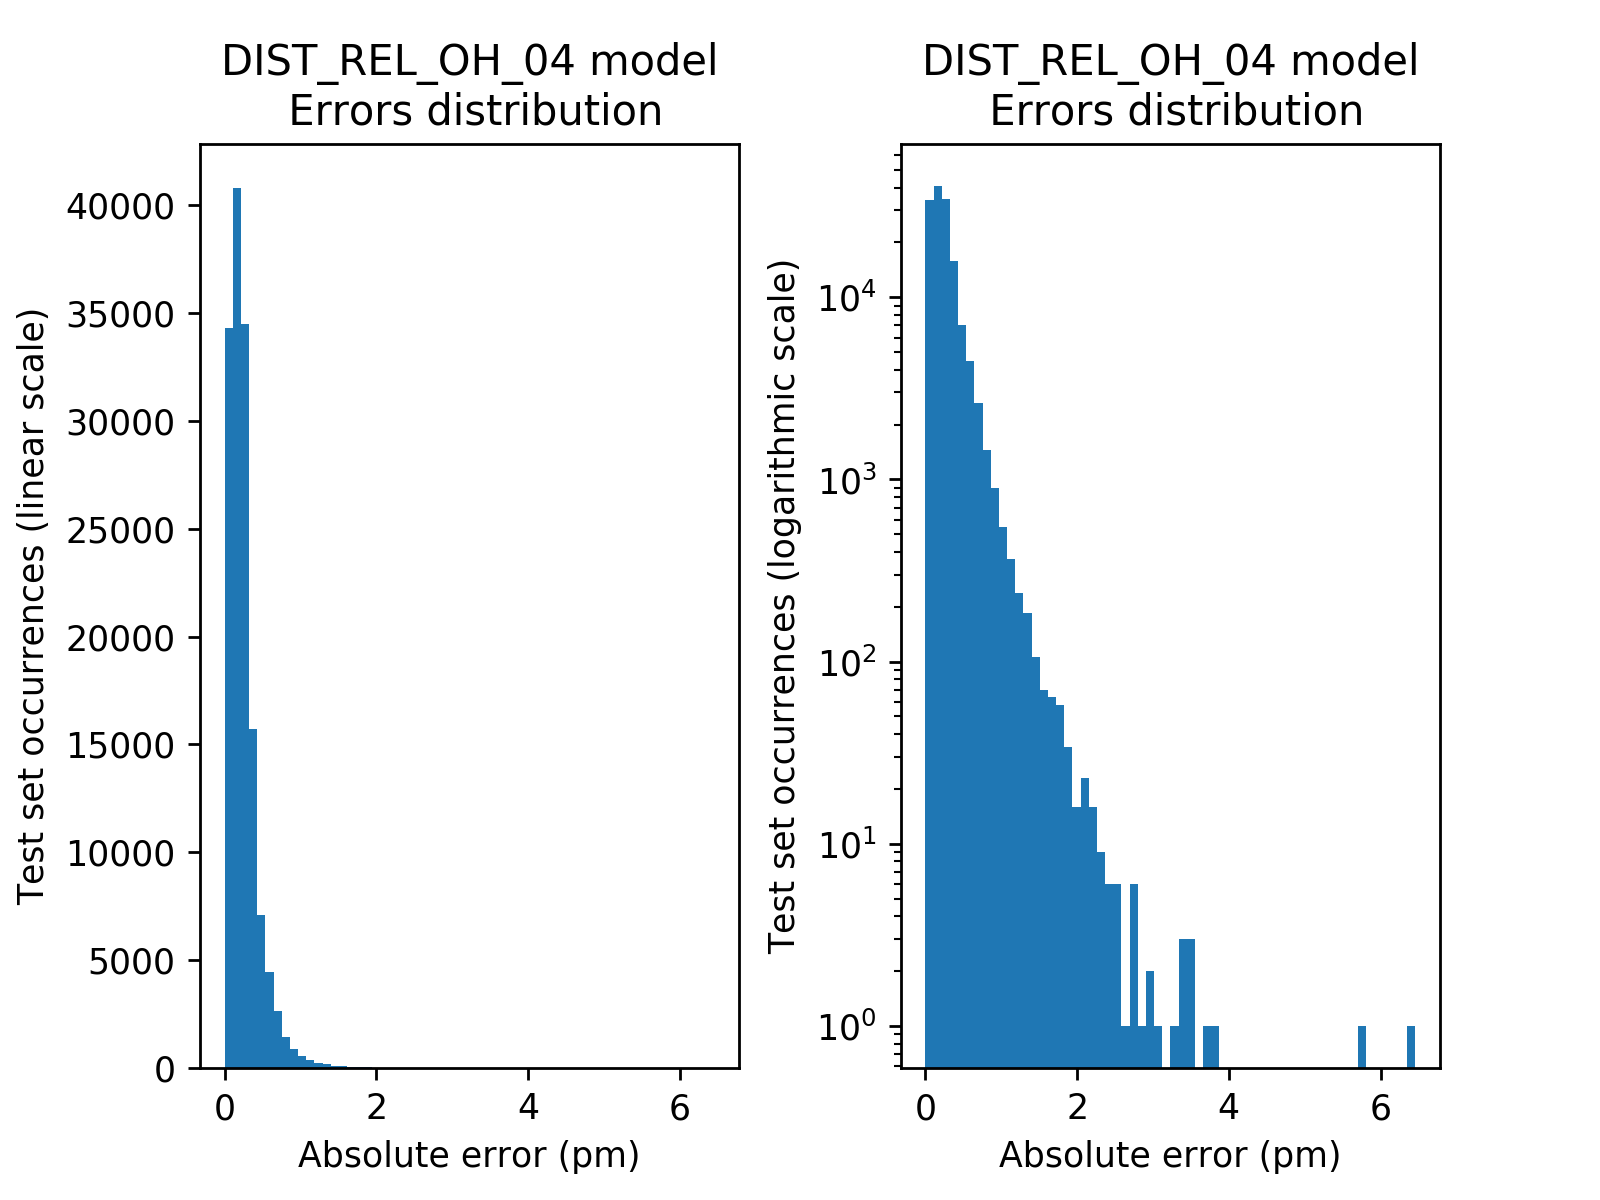 DIST_REL_OH_04 model
Errors distribution
Test set occurrences (linear scale)
40000
35000
30000
25000
20000
15000
10000
5000
0
0 2 4 6
Absolute error (pm)
DIST_REL_OH_04 model
Errors distribution
Test set occurrences (logarithmic scale)
10⁴
10³
10²
10¹
10⁰
0 2 4 6
Absolute error (pm)